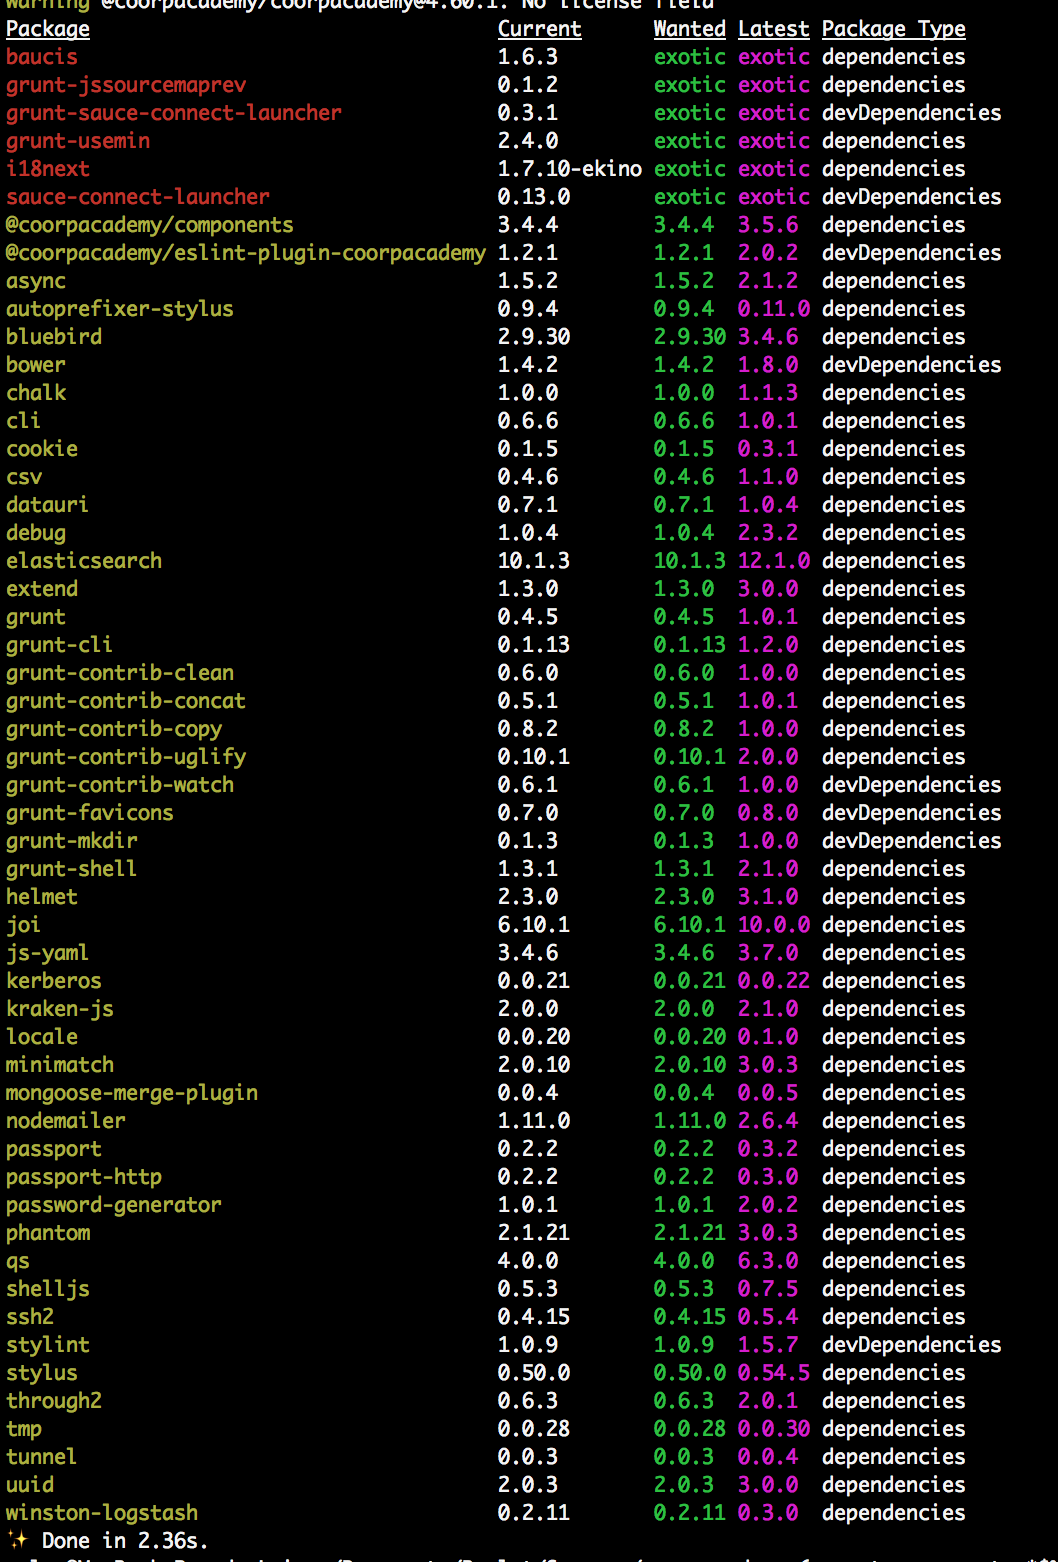 warning @coorpacademy/coorpacademy@4.60.1: No license field
Package Current Wanted Latest Package Type
baucis 1.6.3 exotic exotic dependencies
grunt-jssourcemaprev 0.1.2 exotic exotic dependencies
grunt-sauce-connect-launcher 0.3.1 exotic exotic devDependencies
grunt-usemin 2.4.0 exotic exotic dependencies
i18next 1.7.10-ekino exotic exotic dependencies
sauce-connect-launcher 0.13.0 exotic exotic devDependencies
@coorpacademy/components 3.4.4 3.4.4 3.5.6 dependencies
@coorpacademy/eslint-plugin-coorpacademy 1.2.1 1.2.1 2.0.2 devDependencies
async 1.5.2 1.5.2 2.1.2 dependencies
autoprefixer-stylus 0.9.4 0.9.4 0.11.0 dependencies
bluebird 2.9.30 2.9.30 3.4.6 dependencies
bower 1.4.2 1.4.2 1.8.0 devDependencies
chalk 1.0.0 1.0.0 1.1.3 dependencies
cli 0.6.6 0.6.6 1.0.1 dependencies
cookie 0.1.5 0.1.5 0.3.1 dependencies
csv 0.4.6 0.4.6 1.1.0 dependencies
datauri 0.7.1 0.7.1 1.0.4 dependencies
debug 1.0.4 1.0.4 2.3.2 dependencies
elasticsearch 10.1.3 10.1.3 12.1.0 dependencies
extend 1.3.0 1.3.0 3.0.0 dependencies
grunt 0.4.5 0.4.5 1.0.1 dependencies
grunt-cli 0.1.13 0.1.13 1.2.0 dependencies
grunt-contrib-clean 0.6.0 0.6.0 1.0.0 dependencies
grunt-contrib-concat 0.5.1 0.5.1 1.0.1 dependencies
grunt-contrib-copy 0.8.2 0.8.2 1.0.0 dependencies
grunt-contrib-uglify 0.10.1 0.10.1 2.0.0 dependencies
grunt-contrib-watch 0.6.1 0.6.1 1.0.0 devDependencies
grunt-favicons 0.7.0 0.7.0 0.8.0 devDependencies
grunt-mkdir 0.1.3 0.1.3 1.0.0 devDependencies
grunt-shell 1.3.1 1.3.1 2.1.0 dependencies
helmet 2.3.0 2.3.0 3.1.0 dependencies
joi 6.10.1 6.10.1 10.0.0 dependencies
js-yaml 3.4.6 3.4.6 3.7.0 dependencies
kerberos 0.0.21 0.0.21 0.0.22 dependencies
kraken-js 2.0.0 2.0.0 2.1.0 dependencies
locale 0.0.20 0.0.20 0.1.0 dependencies
minimatch 2.0.10 2.0.10 3.0.3 dependencies
mongoose-merge-plugin 0.0.4 0.0.4 0.0.5 dependencies
nodemailer 1.11.0 1.11.0 2.6.4 dependencies
passport 0.2.2 0.2.2 0.3.2 dependencies
passport-http 0.2.2 0.2.2 0.3.0 dependencies
password-generator 1.0.1 1.0.1 2.0.2 dependencies
phantom 2.1.21 2.1.21 3.0.3 dependencies
qs 4.0.0 4.0.0 6.3.0 dependencies
shelljs 0.5.3 0.5.3 0.7.5 dependencies
ssh2 0.4.15 0.4.15 0.5.4 dependencies
stylint 1.0.9 1.0.9 1.5.7 devDependencies
stylus 0.50.0 0.50.0 0.54.5 dependencies
through2 0.6.3 0.6.3 2.0.1 dependencies
tmp 0.0.28 0.0.28 0.0.30 dependencies
tunnel 0.0.3 0.0.3 0.0.4 dependencies
uuid 2.0.3 2.0.3 3.0.0 dependencies
winston-logstash 0.2.11 0.2.11 0.3.0 dependencies
✨ Done in 2.36s.